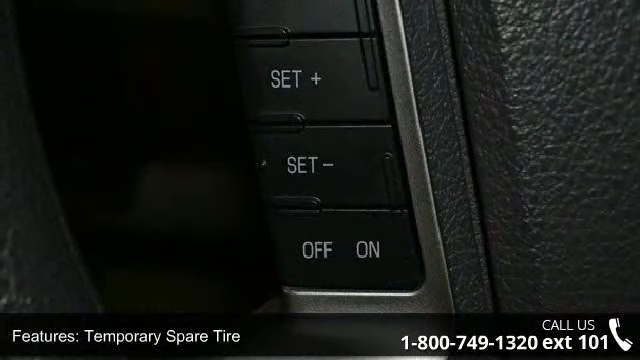 SET +
SET −
OFF ON
Features: Temporary Spare Tire
CALL US
1-800-749-1320 ext 101